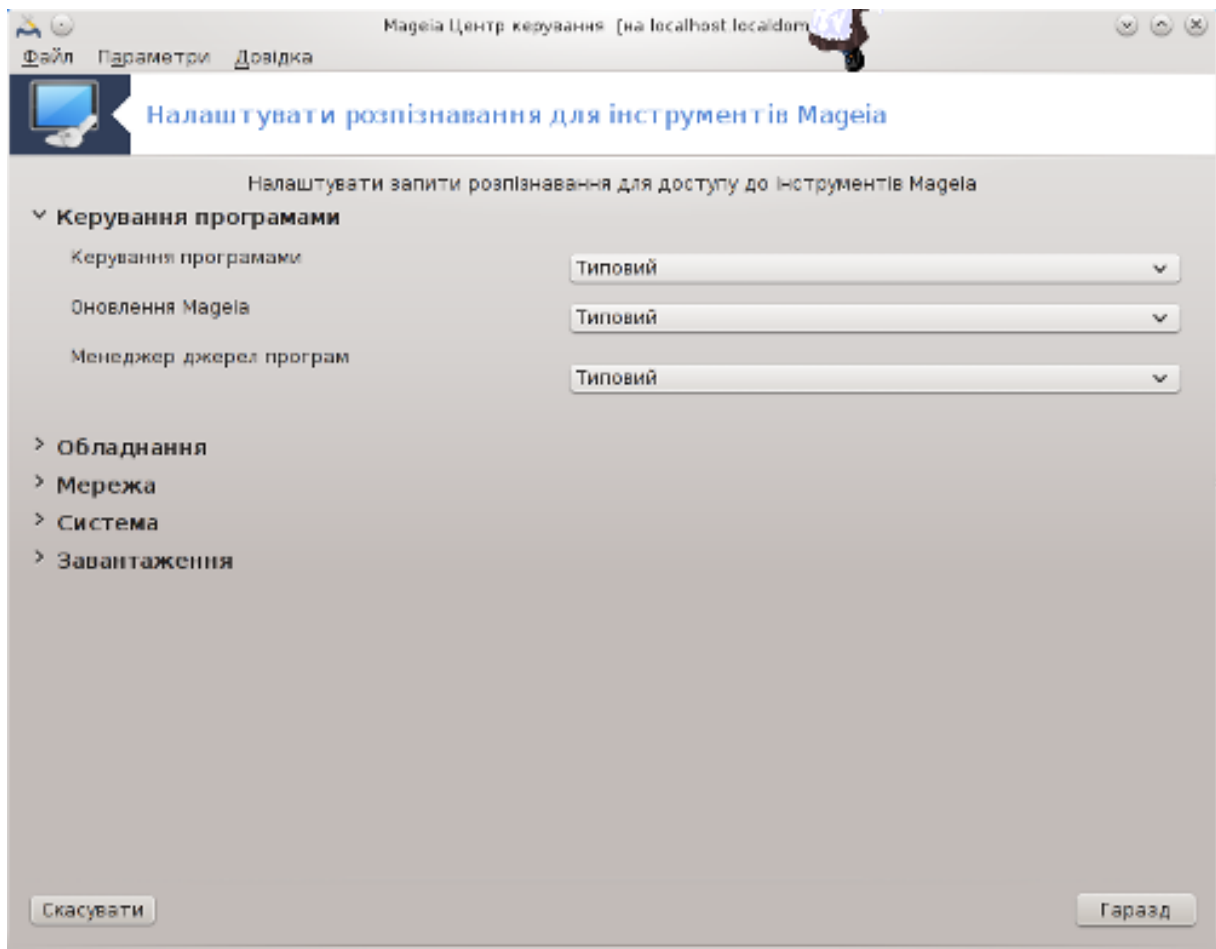 Mageia Центр керування [на localhost.localdom
Файл Параметри Довідка
Налаштувати розпізнавання для інструментів Mageia
Налаштувати запити розпізнавання для доступу до інструментів Mageia
Керування програмами
Керування програмами Типовий
Оновлення Mageia Типовий
Менеджер джерел програм Типовий
Обладнання
Мережа
Система
Завантаження
Скасувати Гаразд